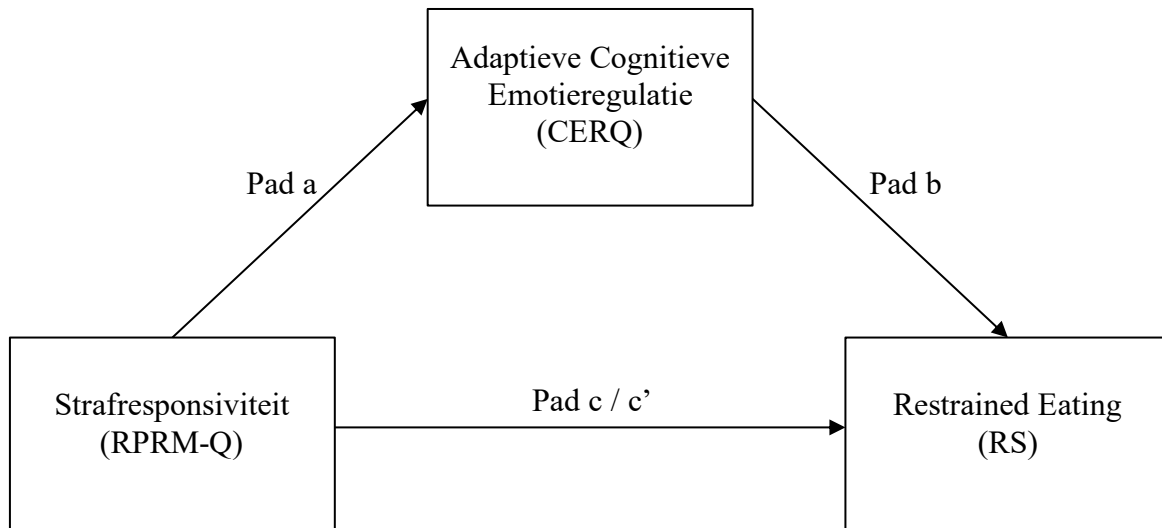 Adaptieve Cognitieve
Emotieregulatie
(CERQ)
Pad a
Pad b
Strafresponsiviteit
(RPRM-Q)
Pad c / c’
Restrained Eating
(RS)